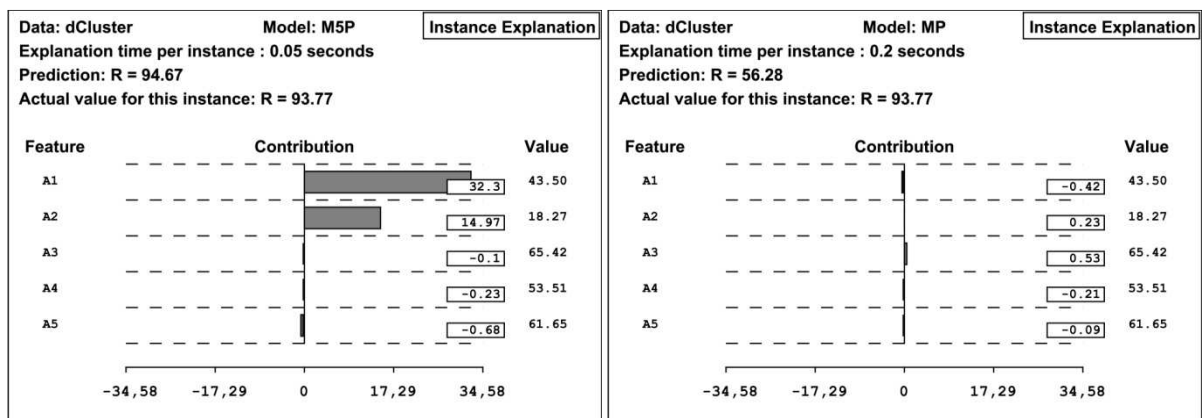 Data: dCluster Model: M5P Instance Explanation
Explanation time per instance : 0.05 seconds
Prediction: R = 94.67
Actual value for this instance: R = 93.77
Feature Contribution Value
A1 32.3 43.50
A2 14.97 18.27
A3 -0.1 65.42
A4 -0.23 53.51
A5 -0.68 61.65
-34,58 -17,29 0 17,29 34,58
Data: dCluster Model: MP Instance Explanation
Explanation time per instance : 0.2 seconds
Prediction: R = 56.28
Actual value for this instance: R = 93.77
Feature Contribution Value
A1 -0.42 43.50
A2 0.23 18.27
A3 0.53 65.42
A4 -0.21 53.51
A5 -0.09 61.65
-34,58 -17,29 0 17,29 34,58